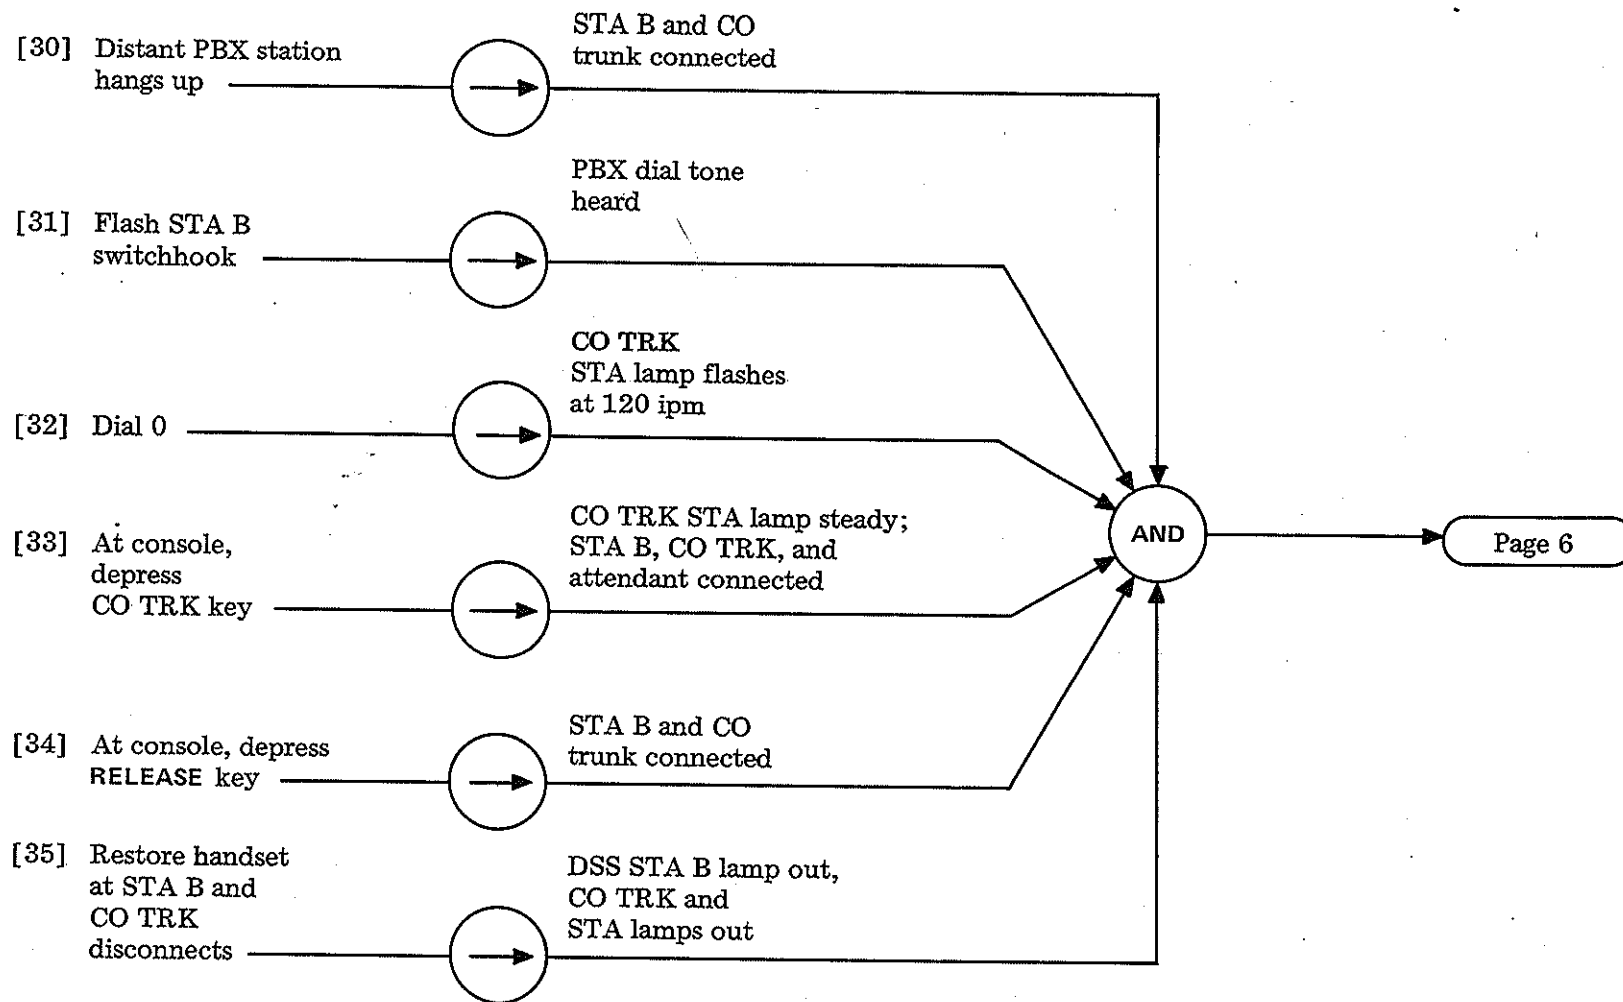 [30] Distant PBX station
hangs up
STA B and CO
trunk connected
[31] Flash STA B
switchhook
PBX dial tone
heard
[32] Dial 0
CO TRK
STA lamp flashes
at 120 ipm
[33] At console,
depress
CO TRK key
CO TRK STA lamp steady;
STA B, CO TRK, and
attendant connected
AND
Page 6
[34] At console, depress
RELEASE key
STA B and CO
trunk connected
[35] Restore handset
at STA B and
CO TRK
disconnects
DSS STA B lamp out,
CO TRK and
STA lamps out